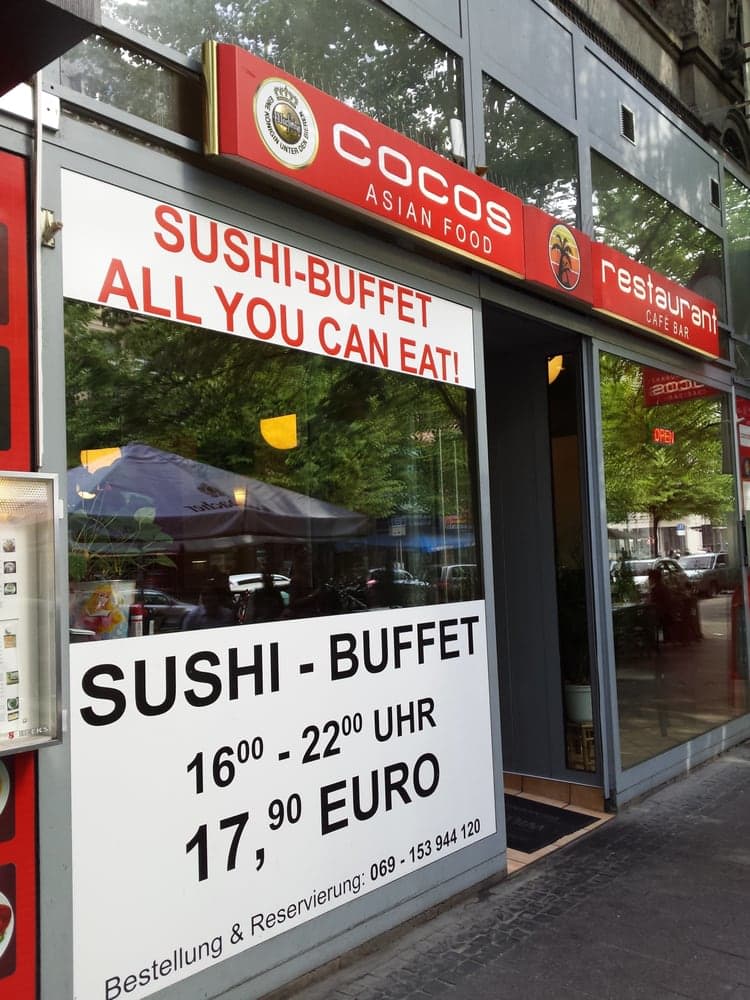 COCOS
ASIAN FOOD
restaurant
CAFÉ BAR
SUSHI-BUFFET
ALL YOU CAN EAT!
OPEN
SUSHI - BUFFET
16⁰⁰ - 22⁰⁰ UHR
17,⁹⁰ EURO
Bestellung & Reservierung: 069 - 153 944 120